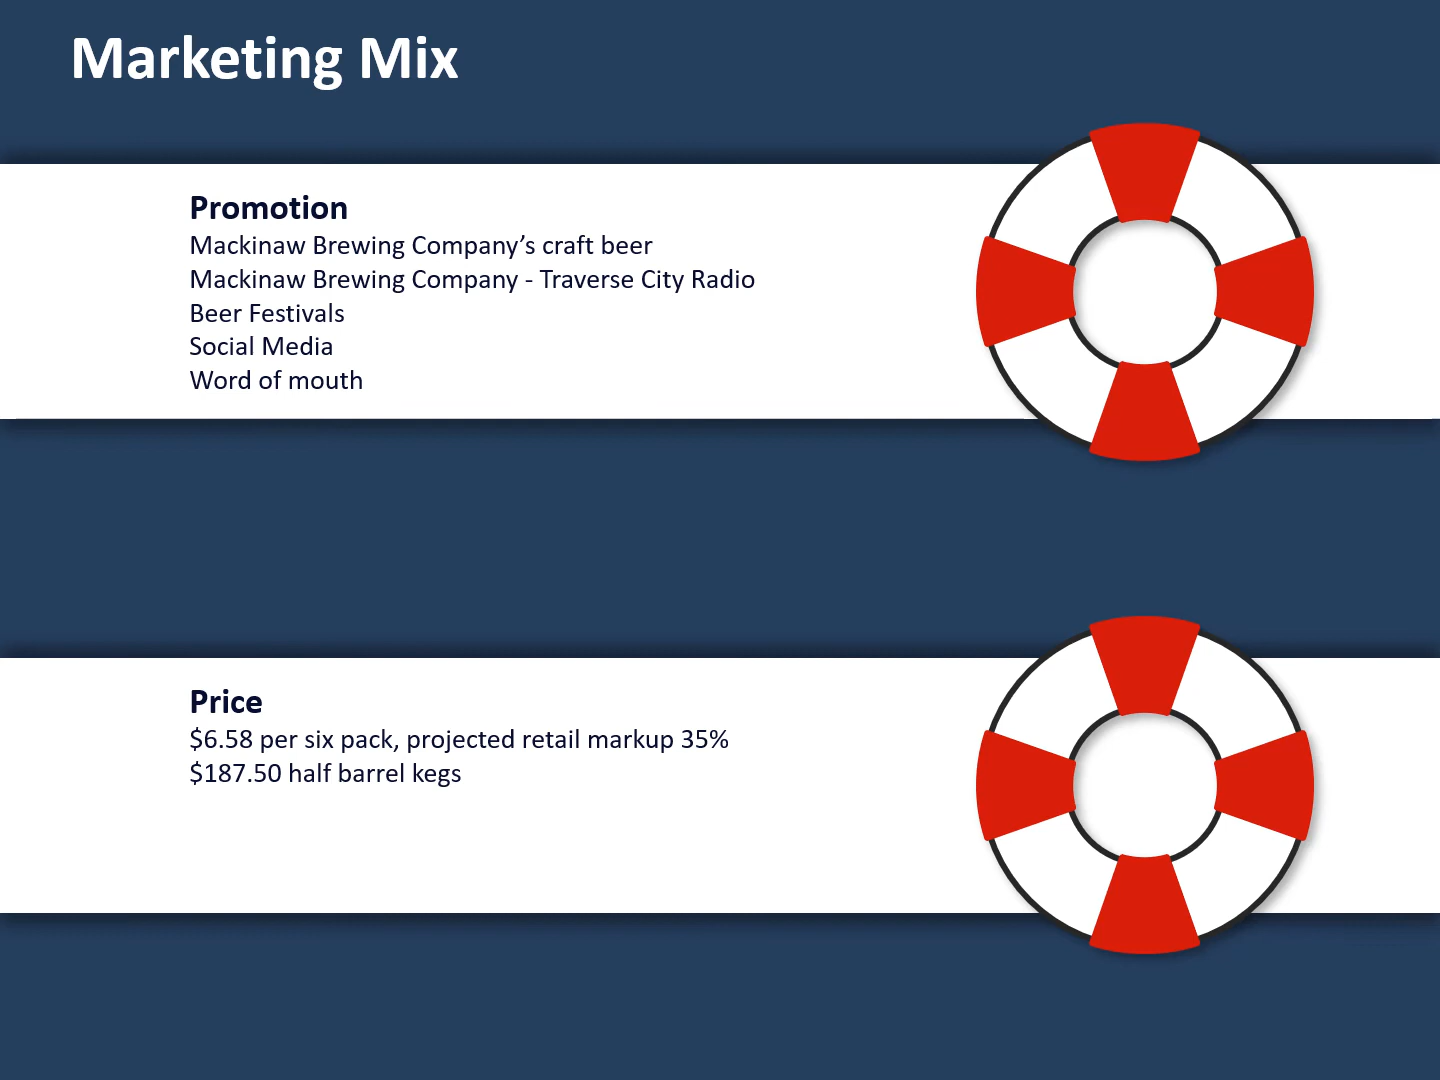 Marketing Mix
Promotion
Mackinaw Brewing Company’s craft beer
Mackinaw Brewing Company - Traverse City Radio
Beer Festivals
Social Media
Word of mouth
Price
$6.58 per six pack, projected retail markup 35%
$187.50 half barrel kegs